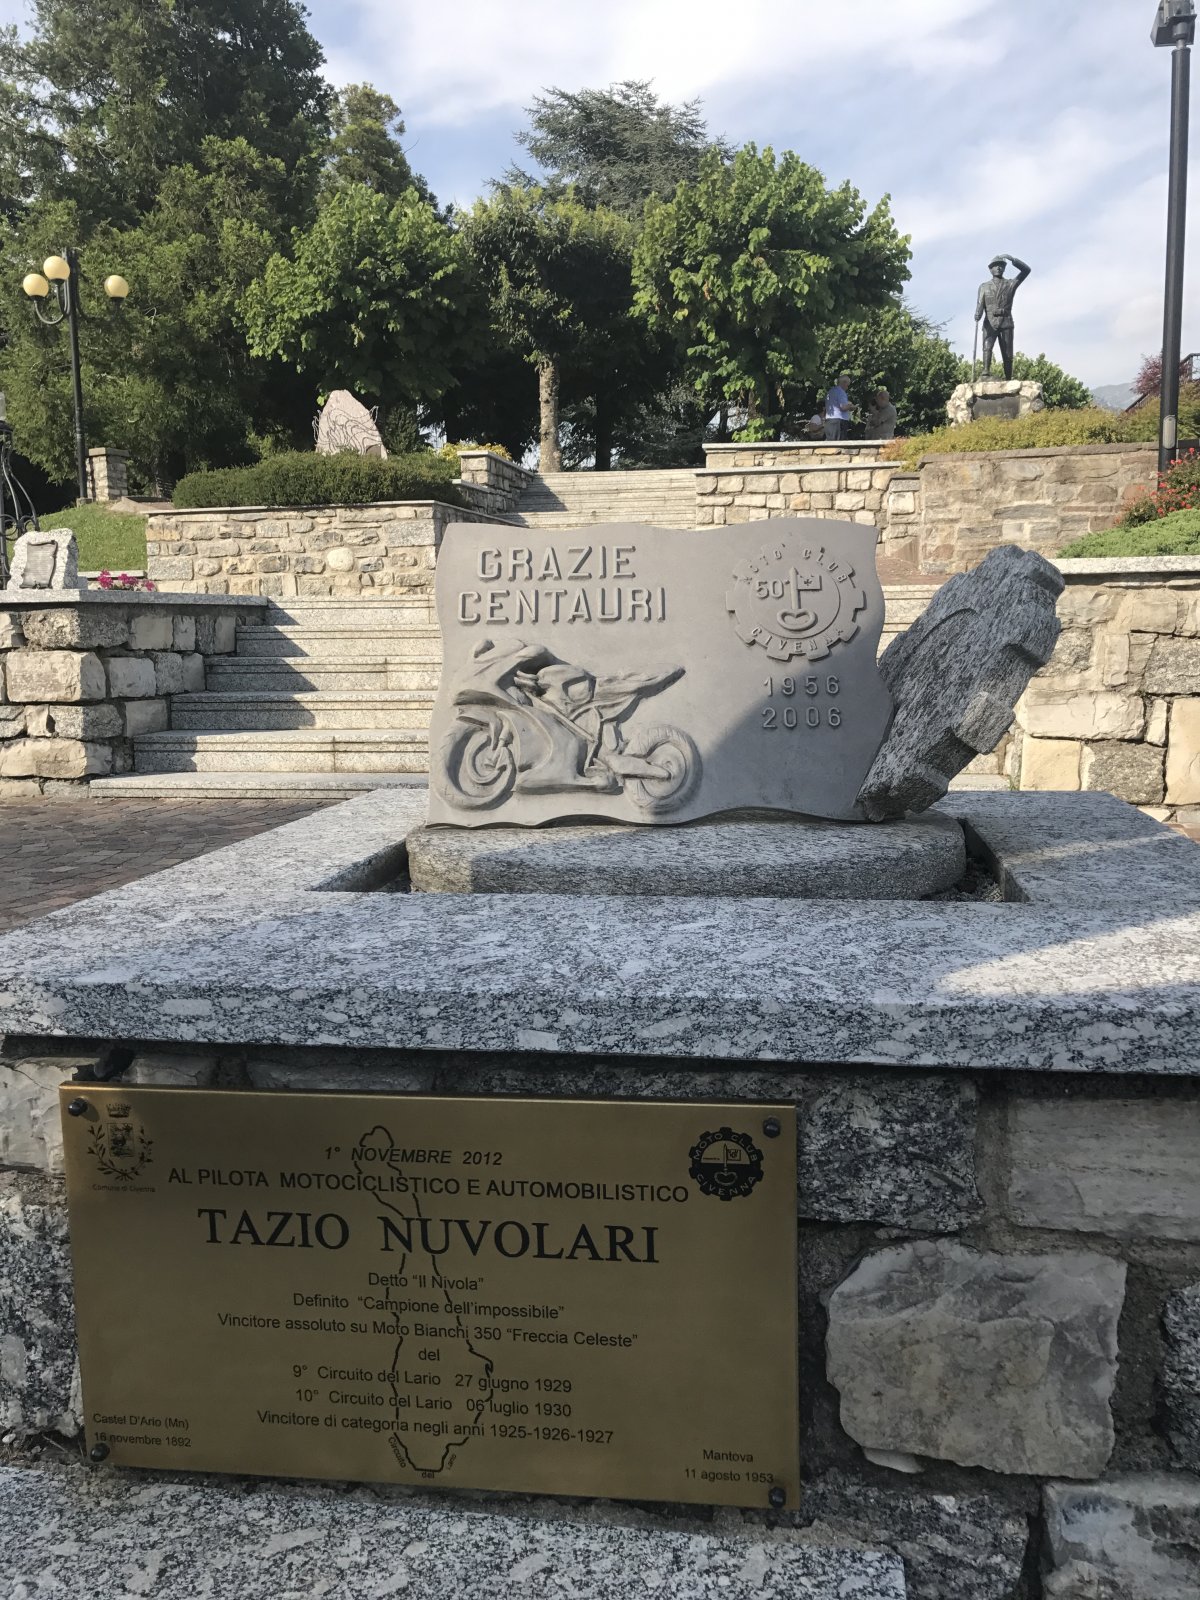 GRAZIE
CENTAURI
MOTO CLUB
50°
CIVENNA
1956
2006
Comune di Civenna
MOTO CLUB
CIVENNA
1° NOVEMBRE 2012
AL PILOTA MOTOCICLISTICO E AUTOMOBILISTICO
TAZIO NUVOLARI
Detto "Il Nivola"
Definito "Campione dell'impossibile"
Vincitore assoluto su Moto Bianchi 350 "Freccia Celeste"
del
9° Circuito del Lario 27 giugno 1929
10° Circuito del Lario 06 luglio 1930
Vincitore di categoria negli anni 1925-1926-1927
Castel D'Ario (Mn)
16 novembre 1892
Circuito del
Mantova
11 agosto 1953